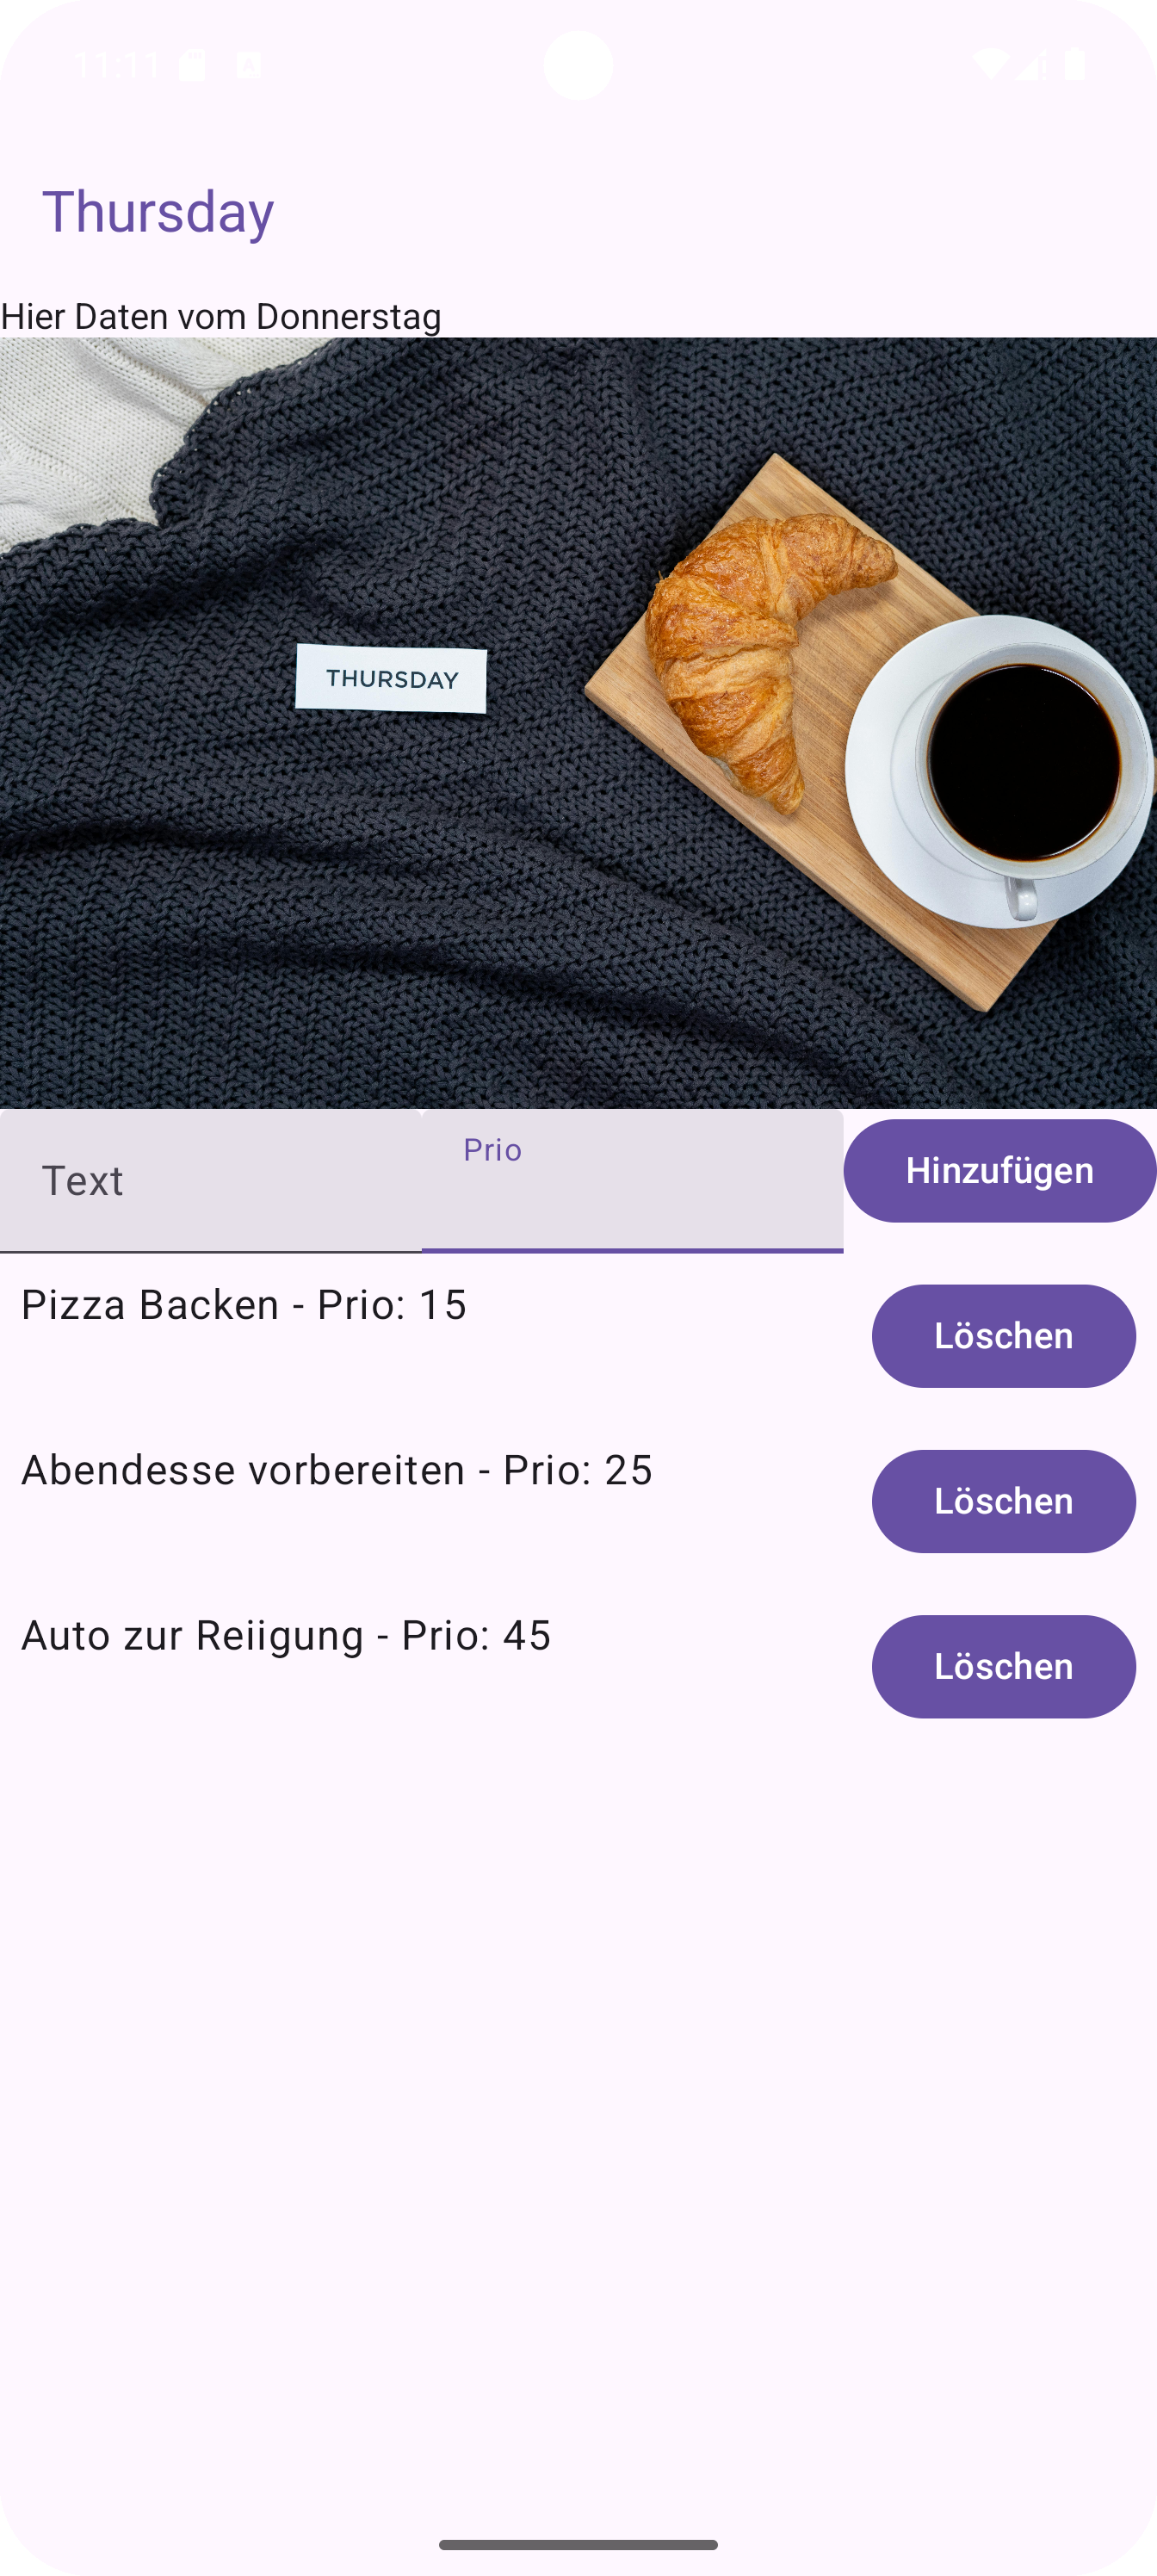 11:11
Thursday
Hier Daten vom Donnerstag
THURSDAY
Text
Prio
Hinzufügen
Pizza Backen - Prio: 15
Löschen
Abendesse vorbereiten - Prio: 25
Löschen
Auto zur Reiigung - Prio: 45
Löschen